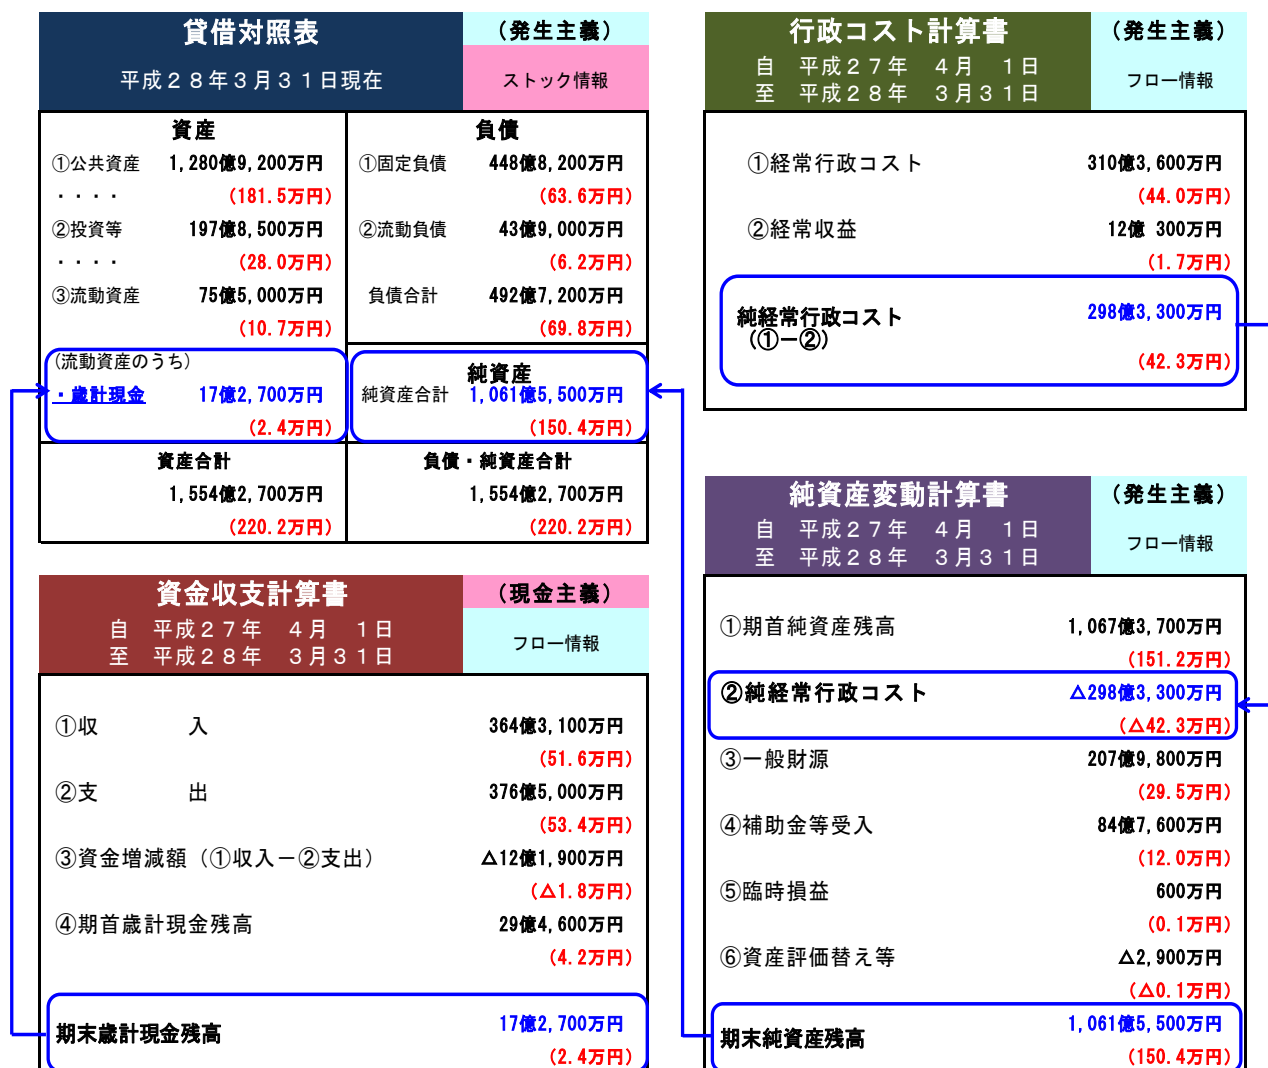 貸借対照表
(発生主義)
平成28年3月31日現在
ストック情報
資産
①公共資産 1,280億9,200万円
・・・・ (181.5万円)
②投資等 197億8,500万円
・・・・ (28.0万円)
③流動資産 75億5,000万円
(10.7万円)
(流動資産のうち)
・歳計現金 17億2,700万円
(2.4万円)
資産合計
1,554億2,700万円
(220.2万円)
負債
①固定負債 448億8,200万円
(63.6万円)
②流動負債 43億9,000万円
(6.2万円)
負債合計 492億7,200万円
(69.8万円)
純資産
純資産合計 1,061億5,500万円
(150.4万円)
負債・純資産合計
1,554億2,700万円
(220.2万円)
行政コスト計算書
(発生主義)
自 平成27年 4月 1日
至 平成28年 3月31日
フロー情報
①経常行政コスト 310億3,600万円
(44.0万円)
②経常収益 12億 300万円
(1.7万円)
純経常行政コスト 298億3,300万円
(①-②)
(42.3万円)
資金収支計算書
(現金主義)
自 平成27年 4月 1日
至 平成28年 3月31日
フロー情報
①収 入 364億3,100万円
(51.6万円)
②支 出 376億5,000万円
(53.4万円)
③資金増減額(①収入-②支出) △12億1,900万円
(△1.8万円)
④期首歳計現金残高 29億4,600万円
(4.2万円)
期末歳計現金残高 17億2,700万円
(2.4万円)
純資産変動計算書
(発生主義)
自 平成27年 4月 1日
至 平成28年 3月31日
フロー情報
①期首純資産残高 1,067億3,700万円
(151.2万円)
②純経常行政コスト △298億3,300万円
(△42.3万円)
③一般財源 207億9,800万円
(29.5万円)
④補助金等受入 84億7,600万円
(12.0万円)
⑤臨時損益 600万円
(0.1万円)
⑥資産評価替え等 △2,900万円
(△0.1万円)
期末純資産残高 1,061億5,500万円
(150.4万円)